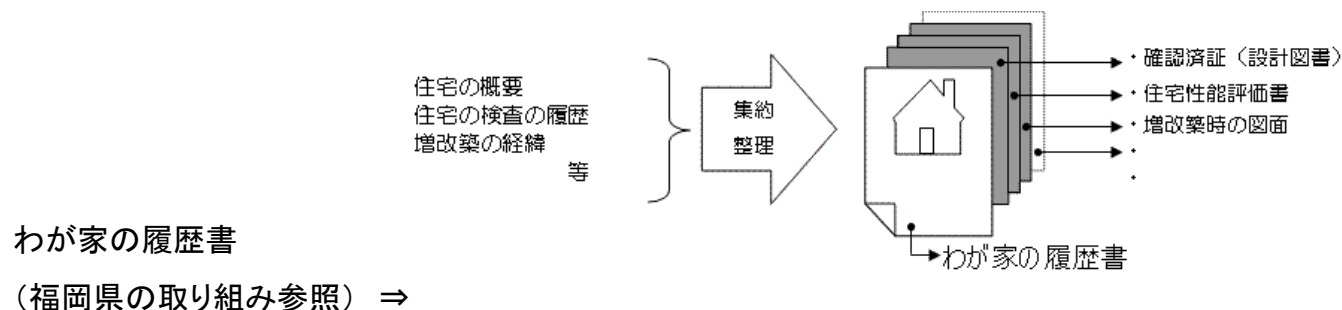 住宅の概要
住宅の検査の履歴
増改築の経緯
等
集約
整理
・確認済証（設計図書）
・住宅性能評価書
・増改築時の図面
・
・
わが家の履歴書
わが家の履歴書
（福岡県の取り組み参照） ⇒